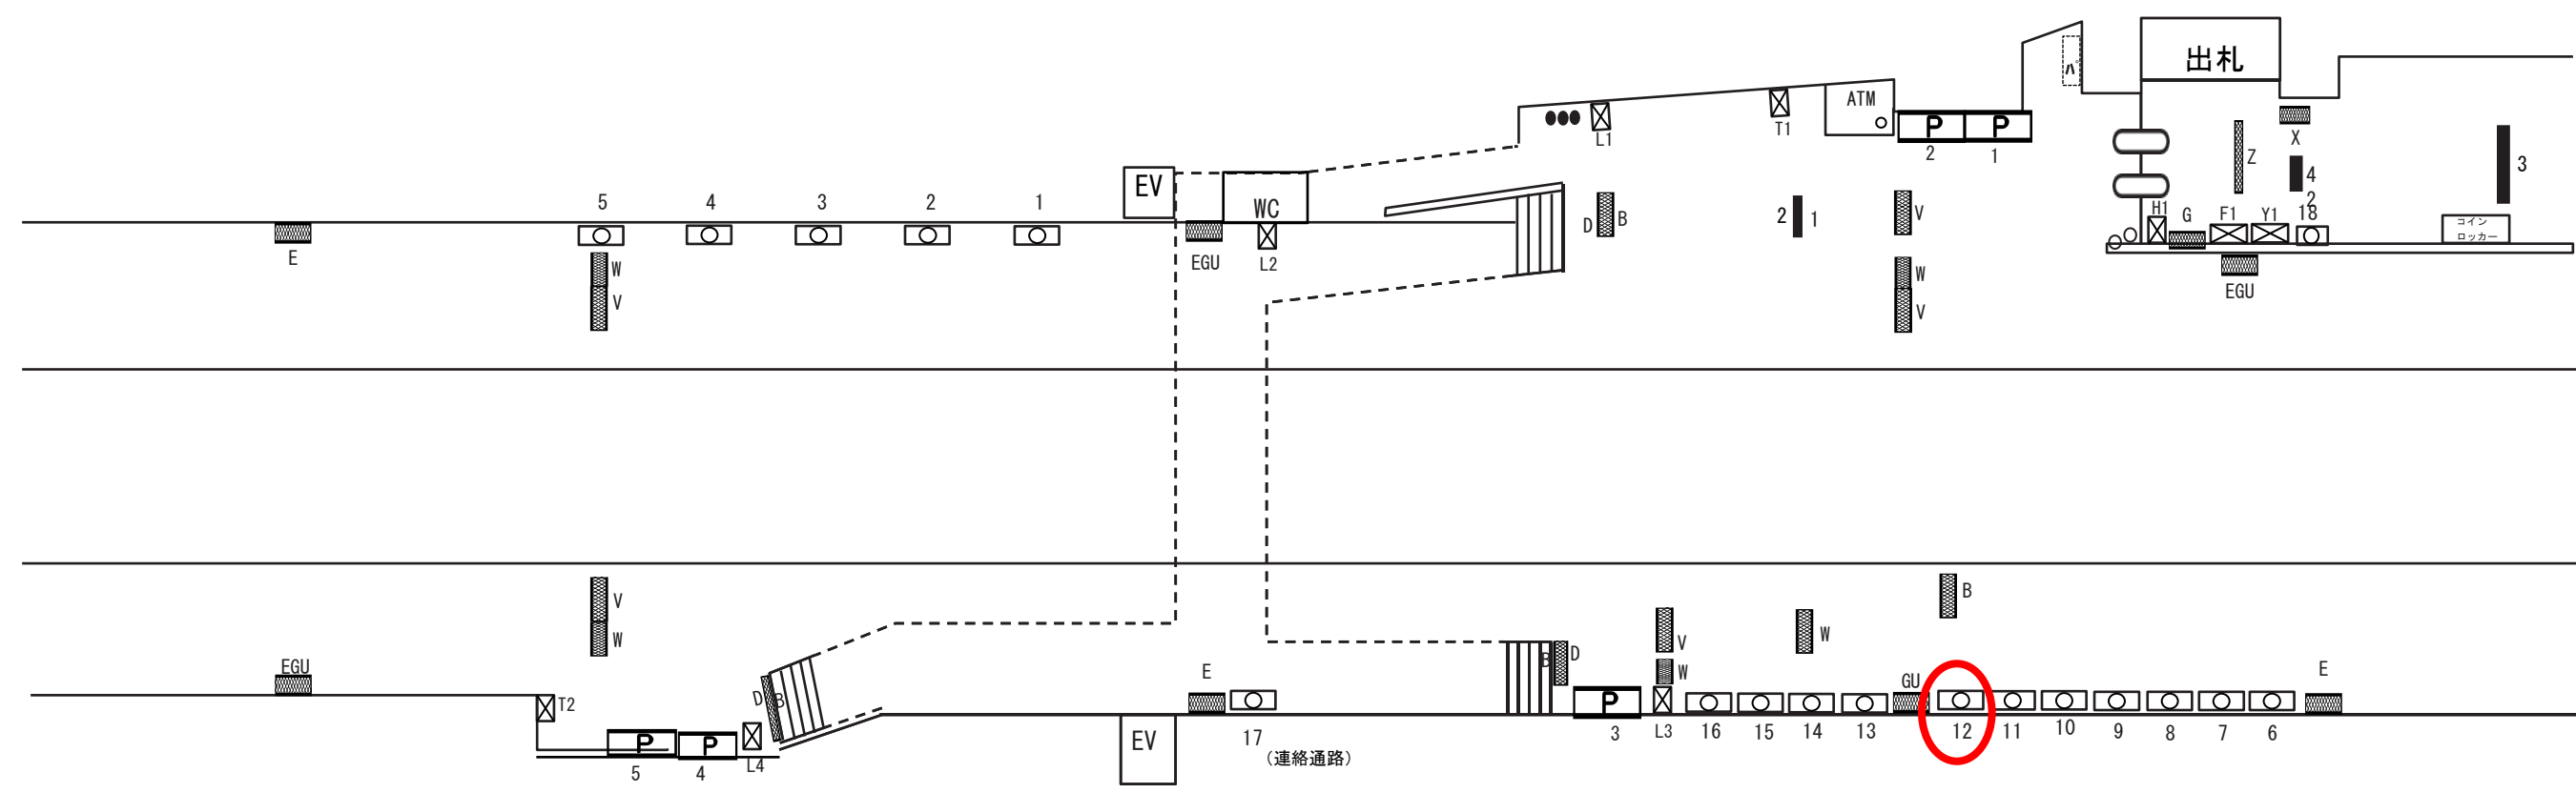 出札
パ
ATM
P P
2 1
L1
T1
X
Z
4
2
3
EV
WC
5 4 3 2 1
D B
2 1
V
H1 G F1 Y1 18
コイン
ロッカー
E
W
V
EGU
L2
W
V
EGU
V
W
B
EGU
T2
D B
E
B D
V
W
W
GU
E
P P
5 4
L4
EV
17
(連絡通路)
P
3
L3
16 15 14 13 12 11 10 9 8 7 6